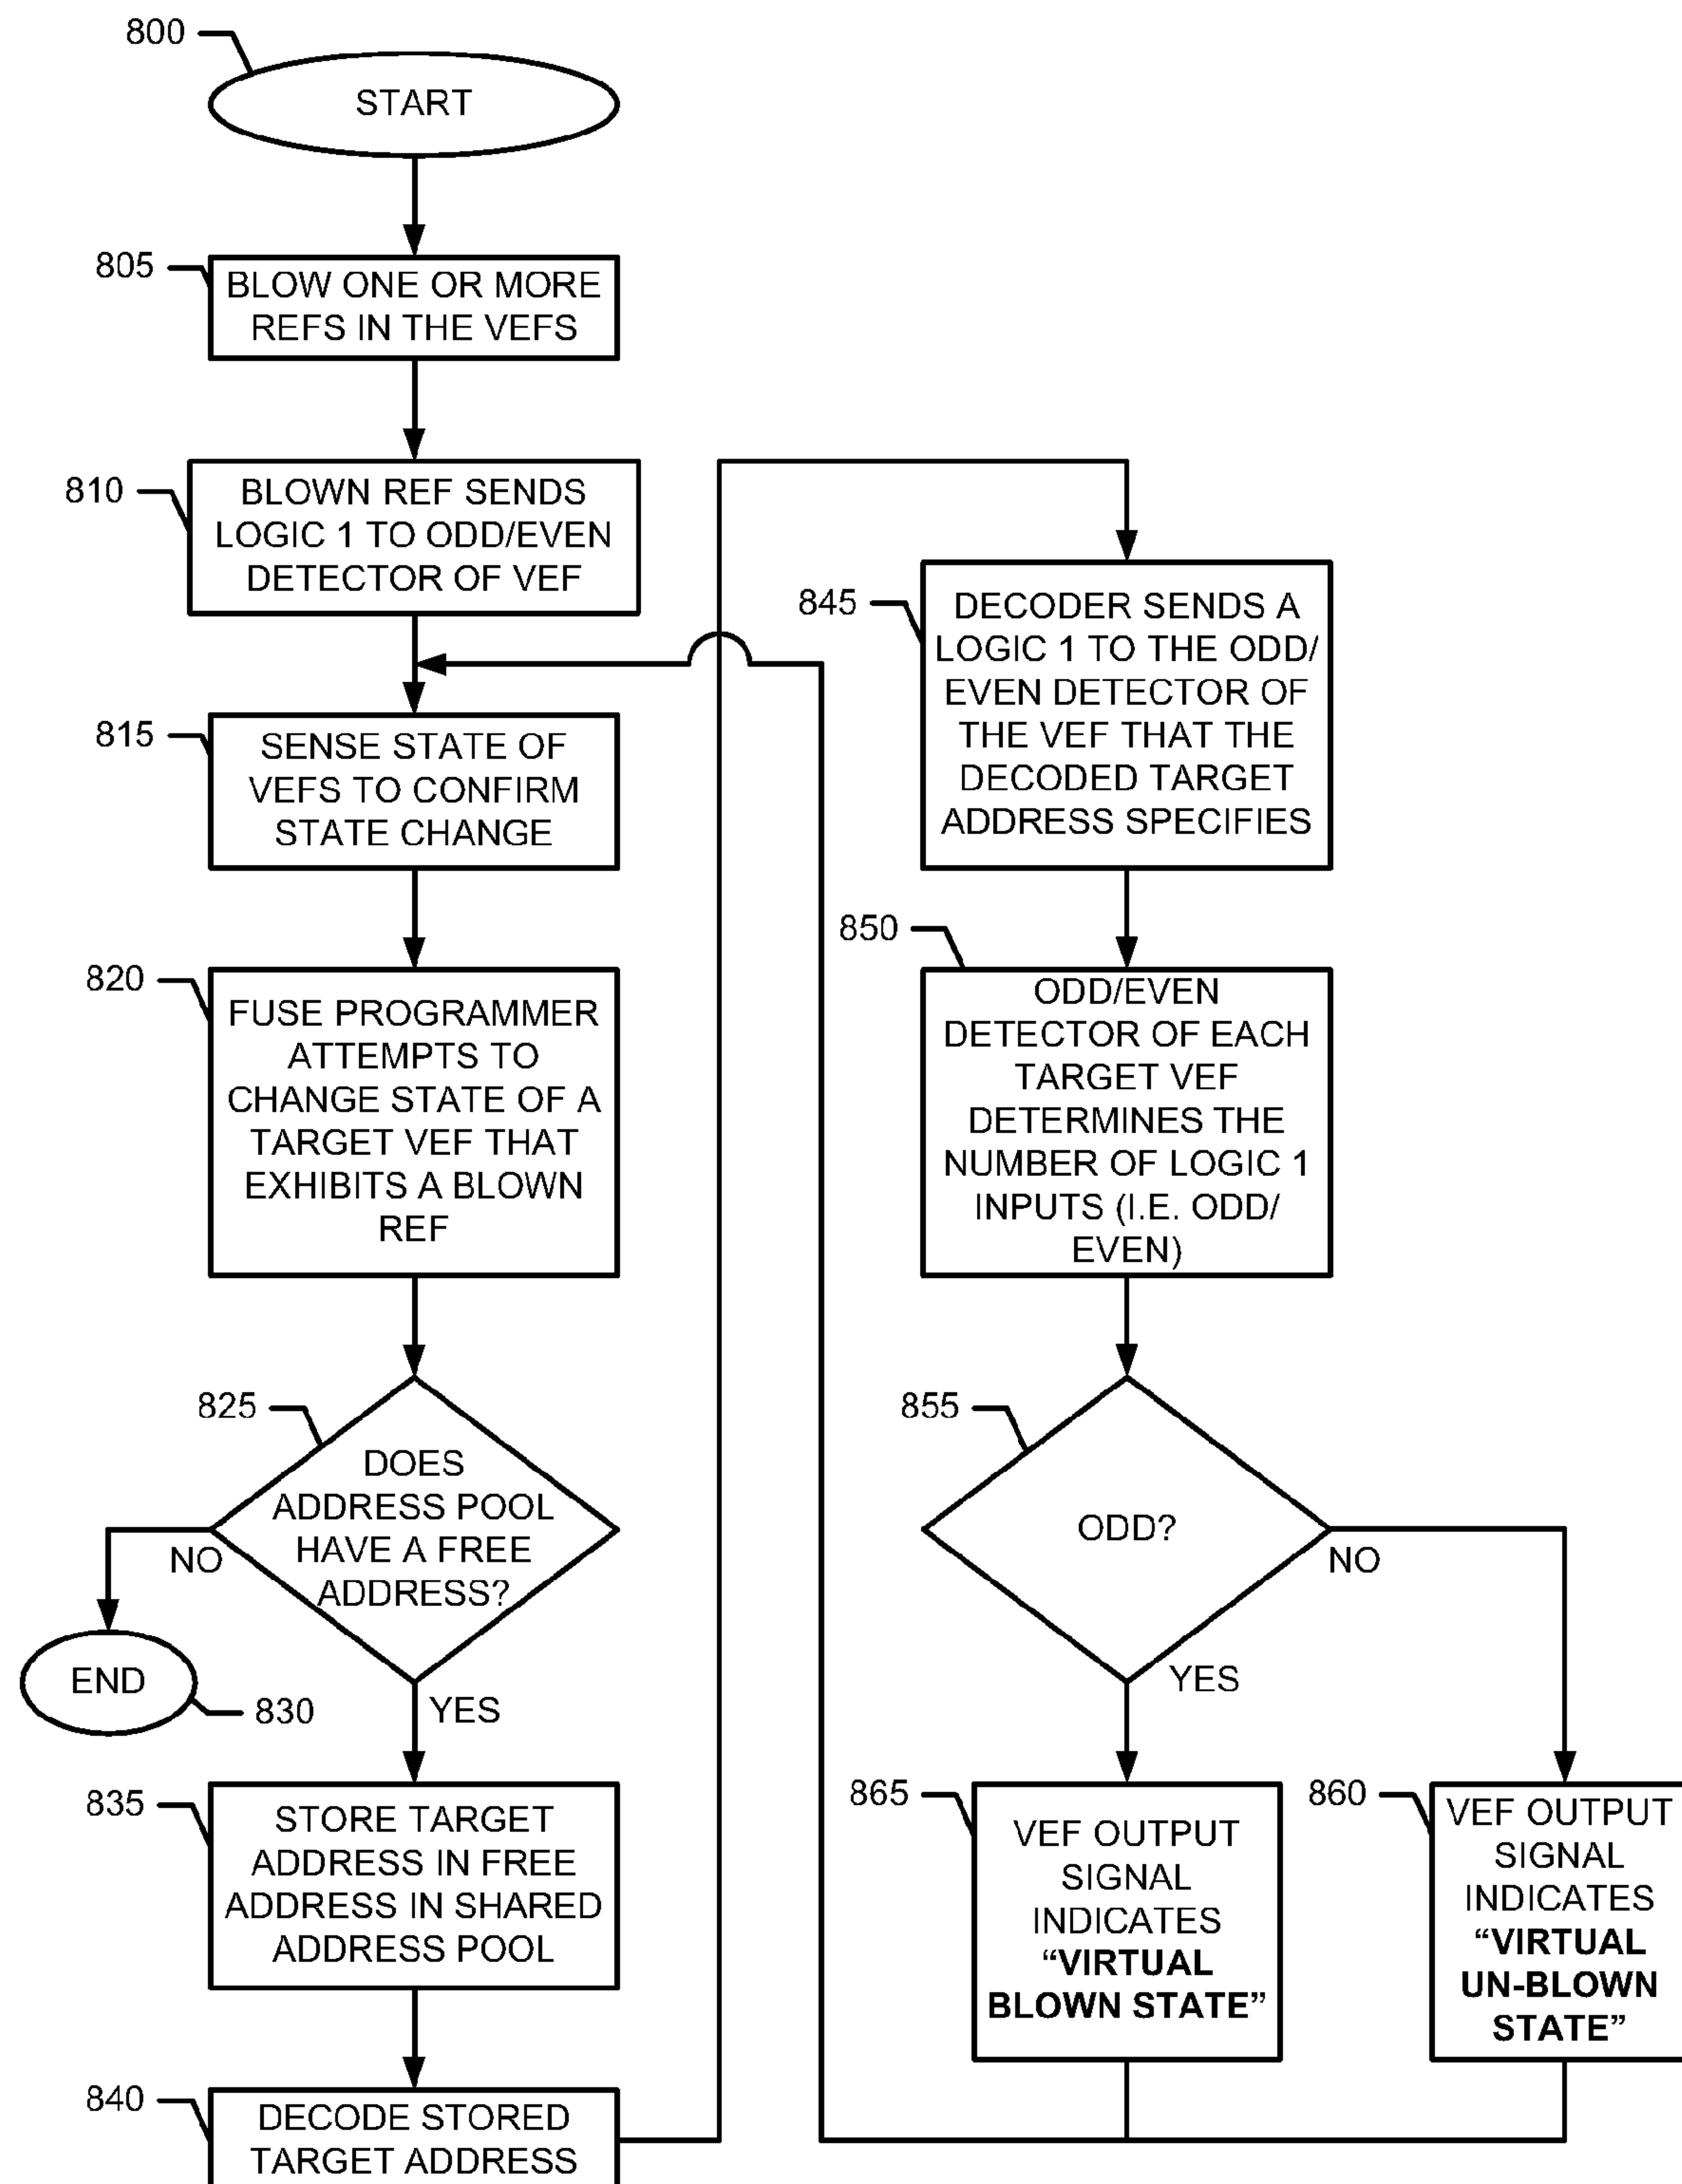 800
START
805
BLOW ONE OR MORE
REFS IN THE VEFS
810
BLOWN REF SENDS
LOGIC 1 TO ODD/EVEN
DETECTOR OF VEF
815
SENSE STATE OF
VEFS TO CONFIRM
STATE CHANGE
820
FUSE PROGRAMMER
ATTEMPTS TO
CHANGE STATE OF A
TARGET VEF THAT
EXHIBITS A BLOWN
REF
825
DOES
ADDRESS POOL
HAVE A FREE
ADDRESS?
NO
END
830
YES
835
STORE TARGET
ADDRESS IN FREE
ADDRESS IN SHARED
ADDRESS POOL
840
DECODE STORED
TARGET ADDRESS
845
DECODER SENDS A
LOGIC 1 TO THE ODD/
EVEN DETECTOR OF
THE VEF THAT THE
DECODED TARGET
ADDRESS SPECIFIES
850
ODD/EVEN
DETECTOR OF EACH
TARGET VEF
DETERMINES THE
NUMBER OF LOGIC 1
INPUTS (I.E. ODD/
EVEN)
855
ODD?
NO
YES
865
VEF OUTPUT
SIGNAL
INDICATES
“VIRTUAL
BLOWN STATE”
860
VEF OUTPUT
SIGNAL
INDICATES
“VIRTUAL
UN-BLOWN
STATE”